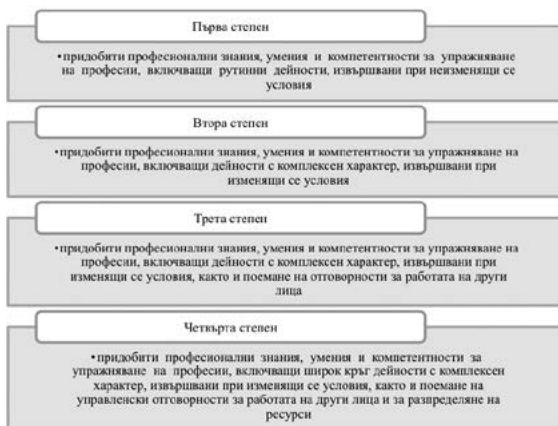 Първа степен
•придобити професионални знания, умения и компетентности за упражняване
на професии, включващи рутинни дейности, извършвани при неизменящи се
условия
Втора степен
•придобити професионални знания, умения и компетентности за упражняване на
професии, включващи дейности с комплексен характер, извършвани при
изменящи се условия
Трета степен
•придобити професионални знания, умения и компетентности за упражняване на
професии, включващи дейности с комплексен характер, извършвани при
изменящи се условия, както и поемане на отговорности за работата на други
лица
Четвърта степен
•придобити професионални знания, умения и компетентности за
упражняване на професии, включващи широк кръг дейности с комплексен
характер, извършвани при изменящи се условия, както и поемане на
управленски отговорности за работата на други лица и за разпределяне на
ресурси